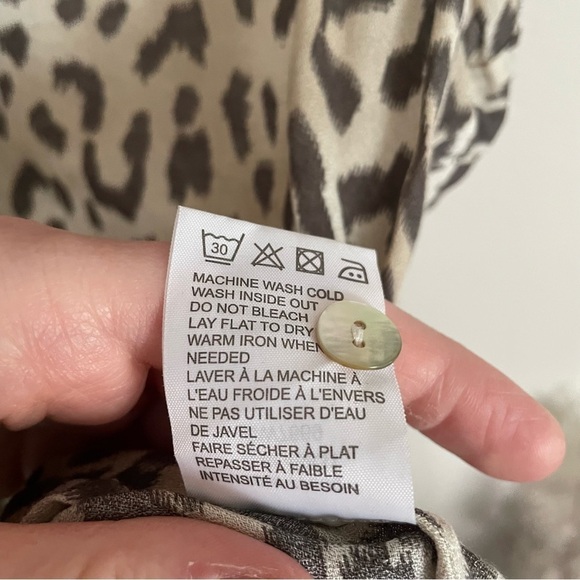 30
MACHINE WASH COLD
WASH INSIDE OUT
DO NOT BLEACH
LAY FLAT TO DRY
WARM IRON WHEN
NEEDED
LAVER À LA MACHINE À
L'EAU FROIDE À L'ENVERS
NE PAS UTILISER D'EAU
DE JAVEL
FAIRE SÉCHER À PLAT
REPASSER À FAIBLE
INTENSITÉ AU BESOIN